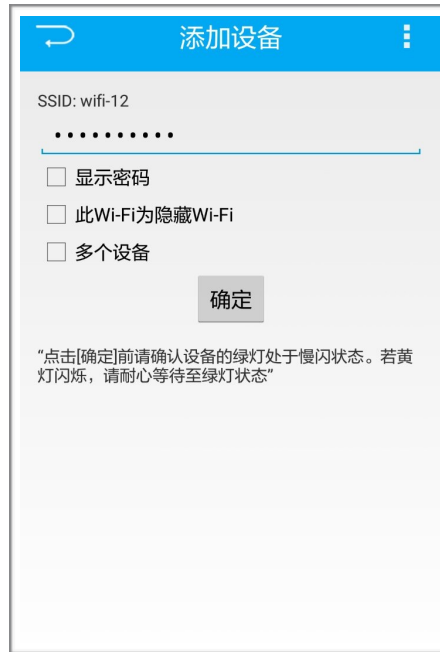 添加设备
SSID: wifi-12
••••••••••
显示密码
此Wi-Fi为隐藏Wi-Fi
多个设备
确定
“点击[确定]前请确认设备的绿灯处于慢闪状态。若黄
灯闪烁，请耐心等待至绿灯状态”